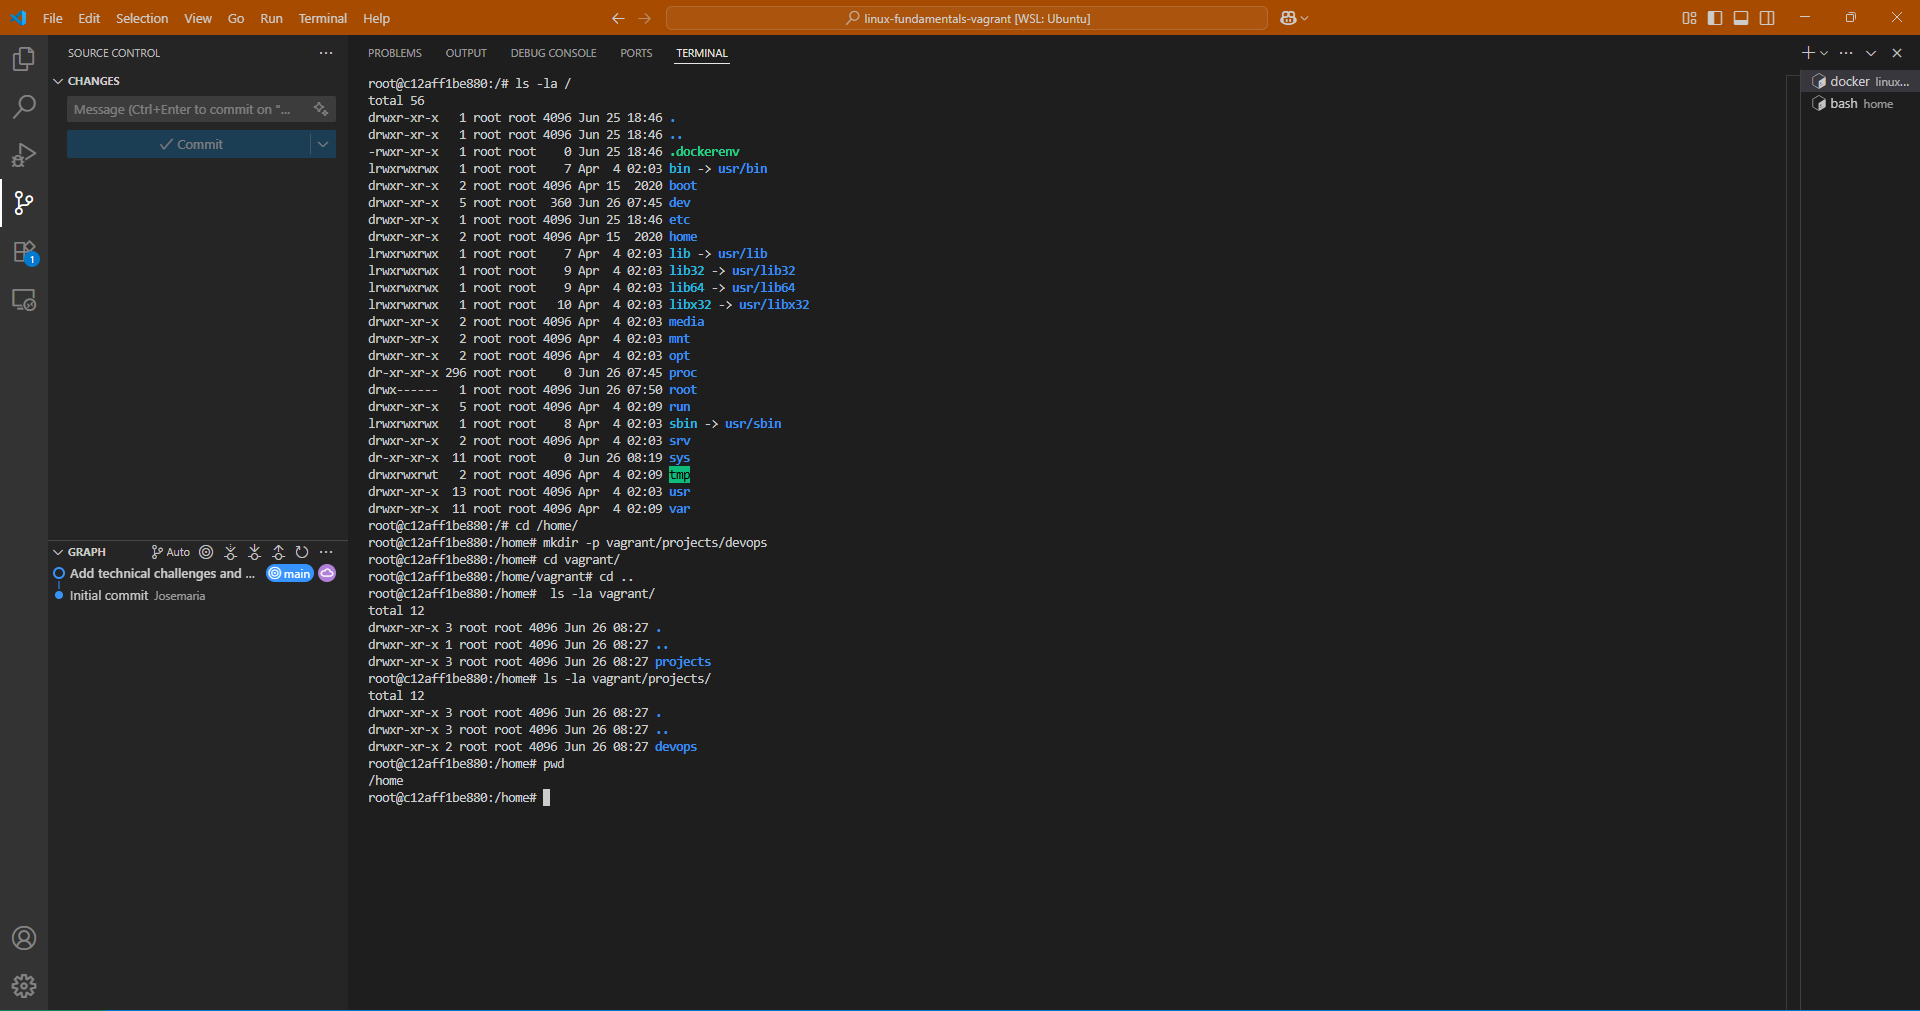 File Edit Selection View Go Run Terminal Help
linux-fundamentals-vagrant [WSL: Ubuntu]
SOURCE CONTROL
CHANGES
Message (Ctrl+Enter to commit on "...
Commit
1
GRAPH
Auto
Add technical challenges and ... main
Initial commit Josemaria
PROBLEMS OUTPUT DEBUG CONSOLE PORTS TERMINAL
root@c12aff1be880:/# ls -la /
total 56
drwxr-xr-x   1 root root 4096 Jun 25 18:46 .
drwxr-xr-x   1 root root 4096 Jun 25 18:46 ..
-rwxr-xr-x   1 root root    0 Jun 25 18:46 .dockerenv
lrwxrwxrwx   1 root root    7 Apr  4 02:03 bin -> usr/bin
drwxr-xr-x   2 root root 4096 Apr 15  2020 boot
drwxr-xr-x   5 root root  360 Jun 26 07:45 dev
drwxr-xr-x   1 root root 4096 Jun 25 18:46 etc
drwxr-xr-x   2 root root 4096 Apr 15  2020 home
lrwxrwxrwx   1 root root    7 Apr  4 02:03 lib -> usr/lib
lrwxrwxrwx   1 root root    9 Apr  4 02:03 lib32 -> usr/lib32
lrwxrwxrwx   1 root root    9 Apr  4 02:03 lib64 -> usr/lib64
lrwxrwxrwx   1 root root   10 Apr  4 02:03 libx32 -> usr/libx32
drwxr-xr-x   2 root root 4096 Apr  4 02:03 media
drwxr-xr-x   2 root root 4096 Apr  4 02:03 mnt
drwxr-xr-x   2 root root 4096 Apr  4 02:03 opt
dr-xr-xr-x 296 root root    0 Jun 26 07:45 proc
drwx------   1 root root 4096 Jun 26 07:50 root
drwxr-xr-x   5 root root 4096 Apr  4 02:09 run
lrwxrwxrwx   1 root root    8 Apr  4 02:03 sbin -> usr/sbin
drwxr-xr-x   2 root root 4096 Apr  4 02:03 srv
dr-xr-xr-x  11 root root    0 Jun 26 08:19 sys
drwxrwxrwt   2 root root 4096 Apr  4 02:09 tmp
drwxr-xr-x  13 root root 4096 Apr  4 02:03 usr
drwxr-xr-x  11 root root 4096 Apr  4 02:09 var
root@c12aff1be880:/# cd /home/
root@c12aff1be880:/home# mkdir -p vagrant/projects/devops
root@c12aff1be880:/home# cd vagrant/
root@c12aff1be880:/home/vagrant# cd ..
root@c12aff1be880:/home#  ls -la vagrant/
total 12
drwxr-xr-x 3 root root 4096 Jun 26 08:27 .
drwxr-xr-x 1 root root 4096 Jun 26 08:27 ..
drwxr-xr-x 3 root root 4096 Jun 26 08:27 projects
root@c12aff1be880:/home# ls -la vagrant/projects/
total 12
drwxr-xr-x 3 root root 4096 Jun 26 08:27 .
drwxr-xr-x 3 root root 4096 Jun 26 08:27 ..
drwxr-xr-x 2 root root 4096 Jun 26 08:27 devops
root@c12aff1be880:/home# pwd
/home
root@c12aff1be880:/home#
docker linux...
bash home